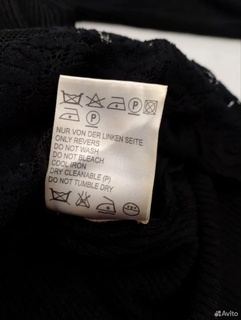 P
P
NUR VON DER LINKEN SEITE
ONLY REVERS
DO NOT WASH
DO NOT BLEACH
COOL IRON
DRY CLEANABLE (P)
DO NOT TUMBLE DRY
Avito